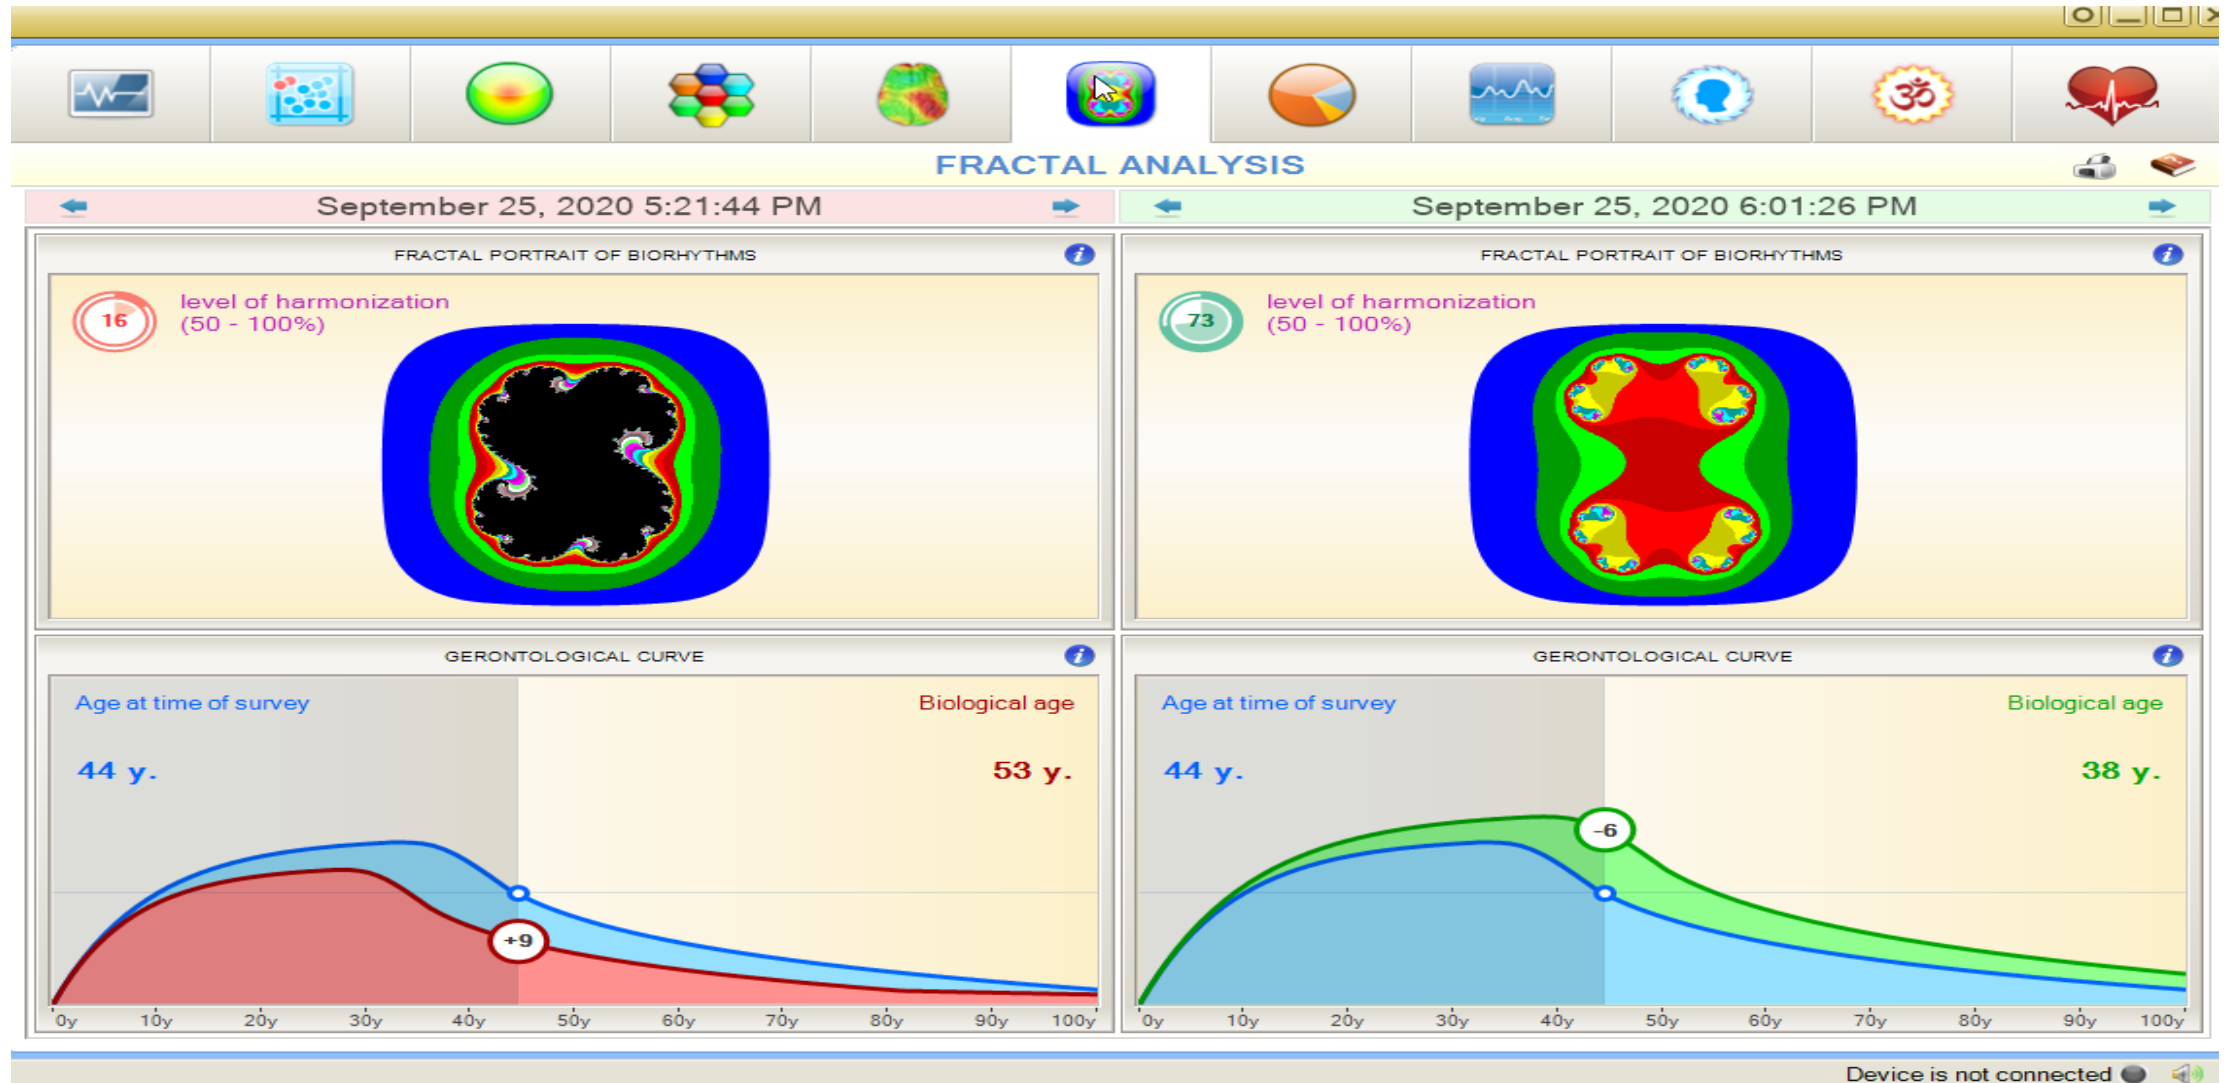 FRACTAL ANALYSIS
September 25, 2020 5:21:44 PM
September 25, 2020 6:01:26 PM
FRACTAL PORTRAIT OF BIORHYTHMS
16
level of harmonization
(50 - 100%)
FRACTAL PORTRAIT OF BIORHYTHMS
73
level of harmonization
(50 - 100%)
GERONTOLOGICAL CURVE
Age at time of survey
Biological age
44 y.
53 y.
+9
0y 10y 20y 30y 40y 50y 60y 70y 80y 90y 100y
GERONTOLOGICAL CURVE
Age at time of survey
Biological age
44 y.
38 y.
-6
0y 10y 20y 30y 40y 50y 60y 70y 80y 90y 100y
Device is not connected